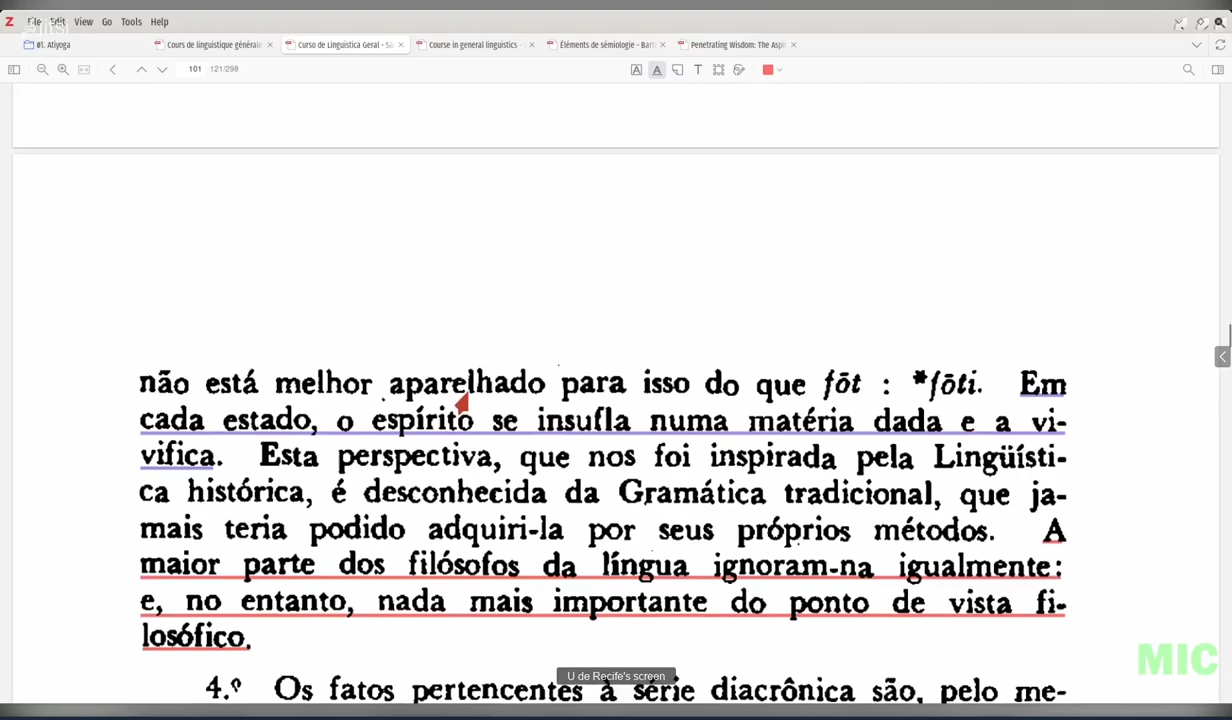 File Edit View Go Tools Help
#1. Atiyoga
Cours de linguistique générale
Curso de Linguística Geral - Sa
Course in general linguistics -
Éléments de sémiologie - Bart
Penetrating Wisdom: The Aspi
101 121/298
não está melhor aparelhado para isso do que fōt : *fōti. Em
cada estado, o espírito se insufla numa matéria dada e a vi-
vifica. Esta perspectiva, que nos foi inspirada pela Lingüísti-
ca histórica, é desconhecida da Gramática tradicional, que ja-
mais teria podido adquiri-la por seus próprios métodos. A
maior parte dos filósofos da língua ignoram-na igualmente:
e, no entanto, nada mais importante do ponto de vista fi-
losófico.
MIC
U de Recife's screen
4.º Os fatos pertencentes à série diacrônica são, pelo me-